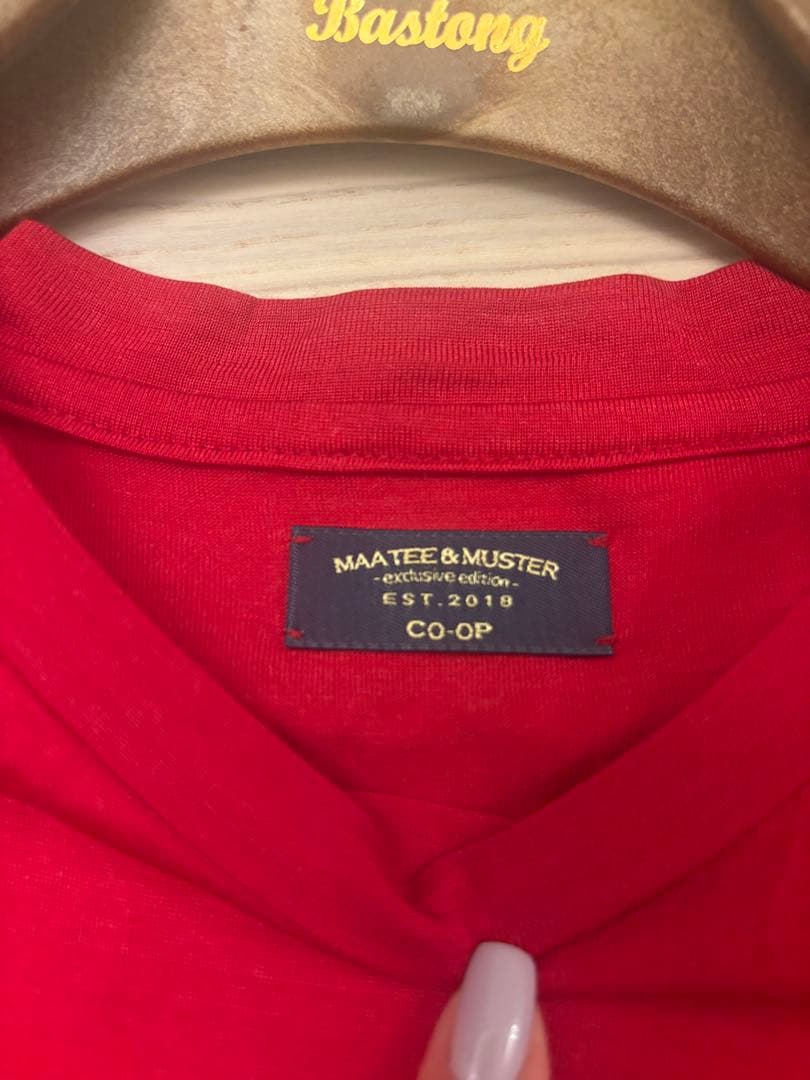 Bastong
MAATEE & MUSTER
- exclusive edition -
EST. 2018
CO-OP